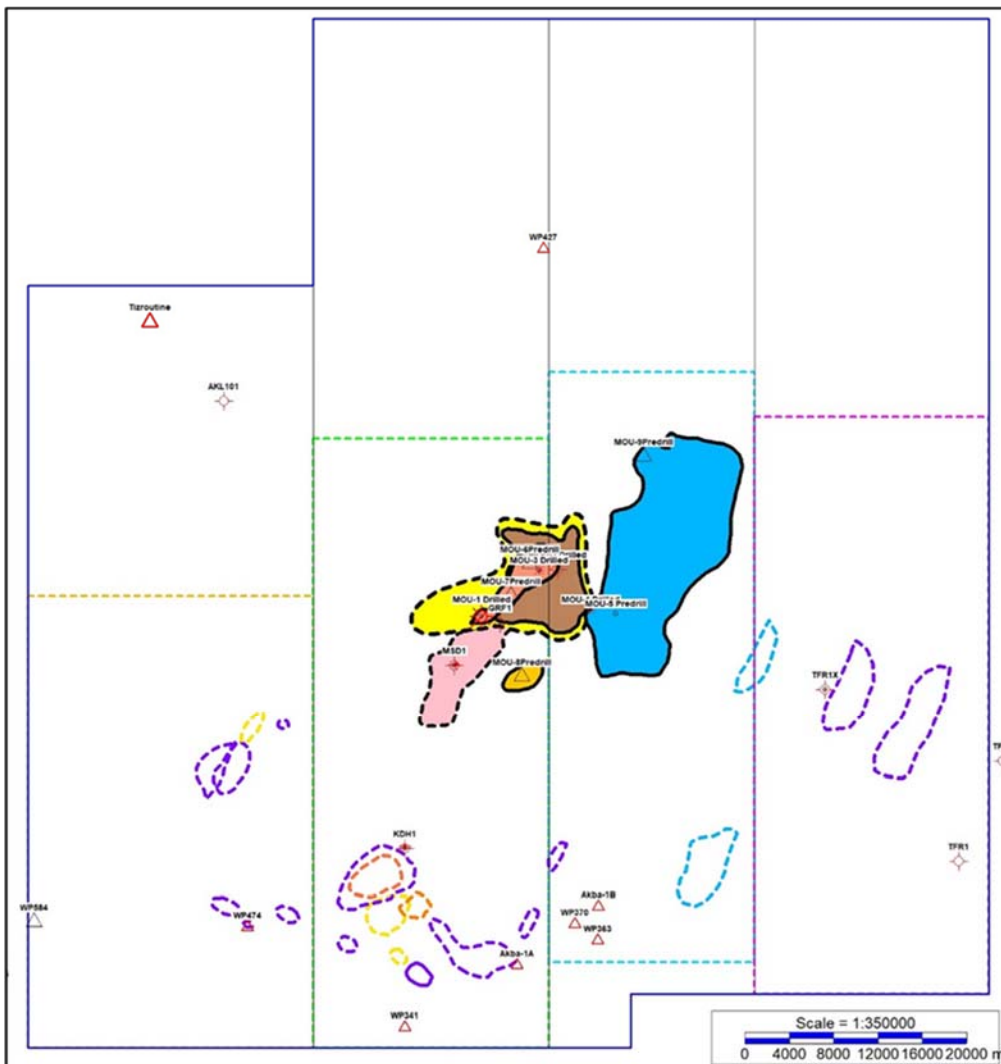 WP427
Tizroutine
AKL101
MOU-9Predrill
MOU-6Predrill
MOU-3 Drilled
Drilled
MOU-7Predrill
MOU-1 Drilled
GRF1
MOU-5 Predrill
MSD1
MOU-8Predrill
TFR1X
KDH1
TFR1
Akba-1B
WP584
WP474
WP370
WP363
Akba-1A
WP341
Scale = 1:350000
0 4000 8000 12000 16000 20000 m